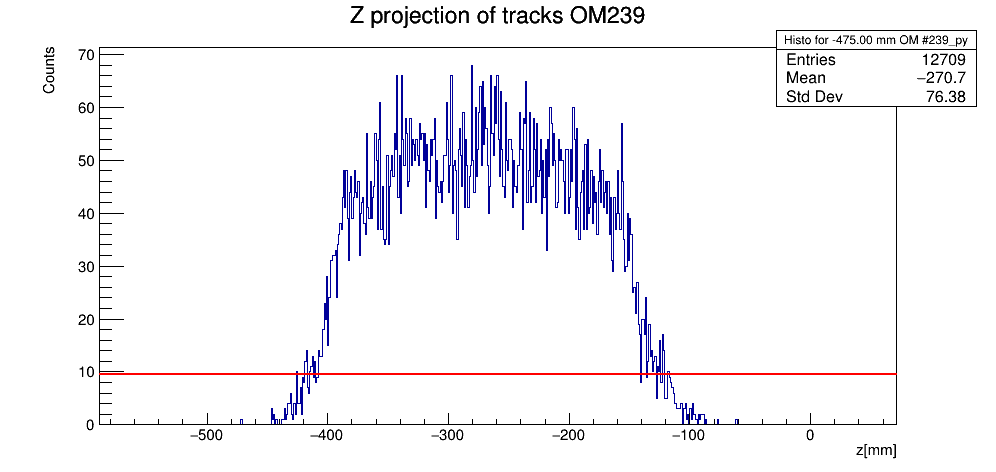 Z projection of tracks OM239
Histo for -475.00 mm OM #239_py
Entries 12709
Mean −270.7
Std Dev 76.38
Counts
70
60
50
40
30
20
10
0
−500 −400 −300 −200 −100 0
z[mm]